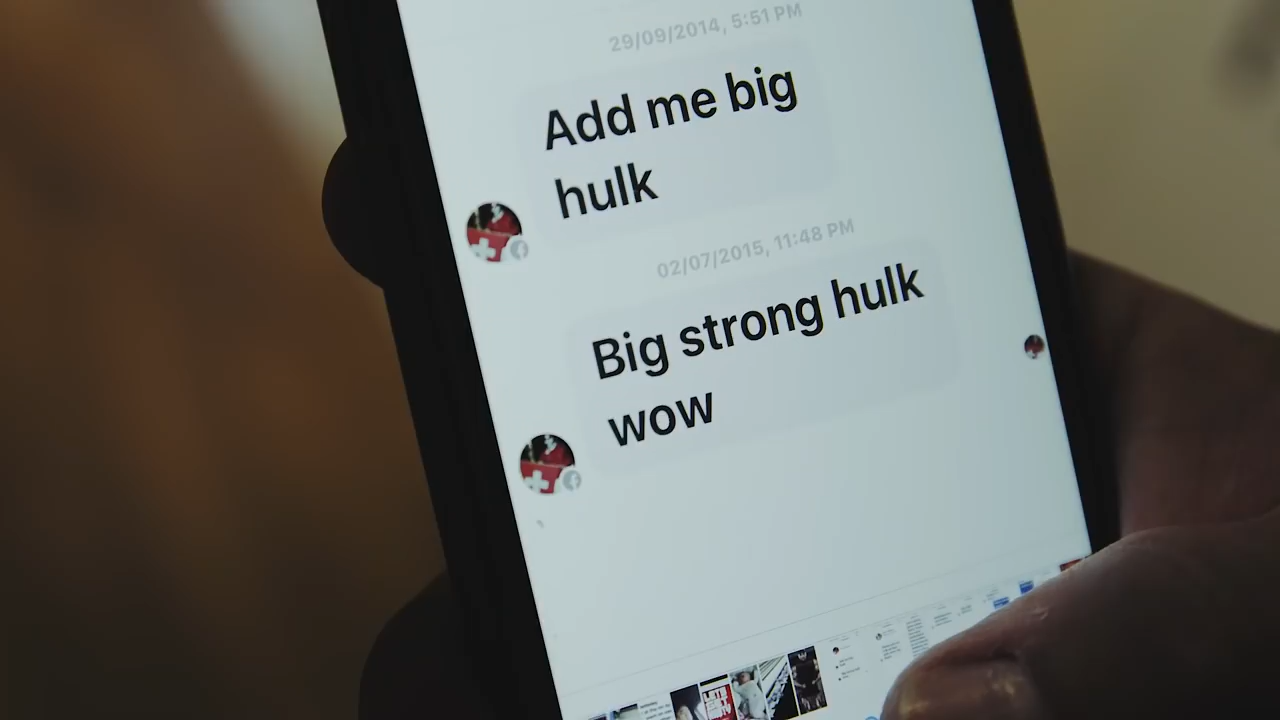 29/09/2014, 5:51 PM
Add me big
hulk
02/07/2015, 11:48 PM
Big strong hulk
wow